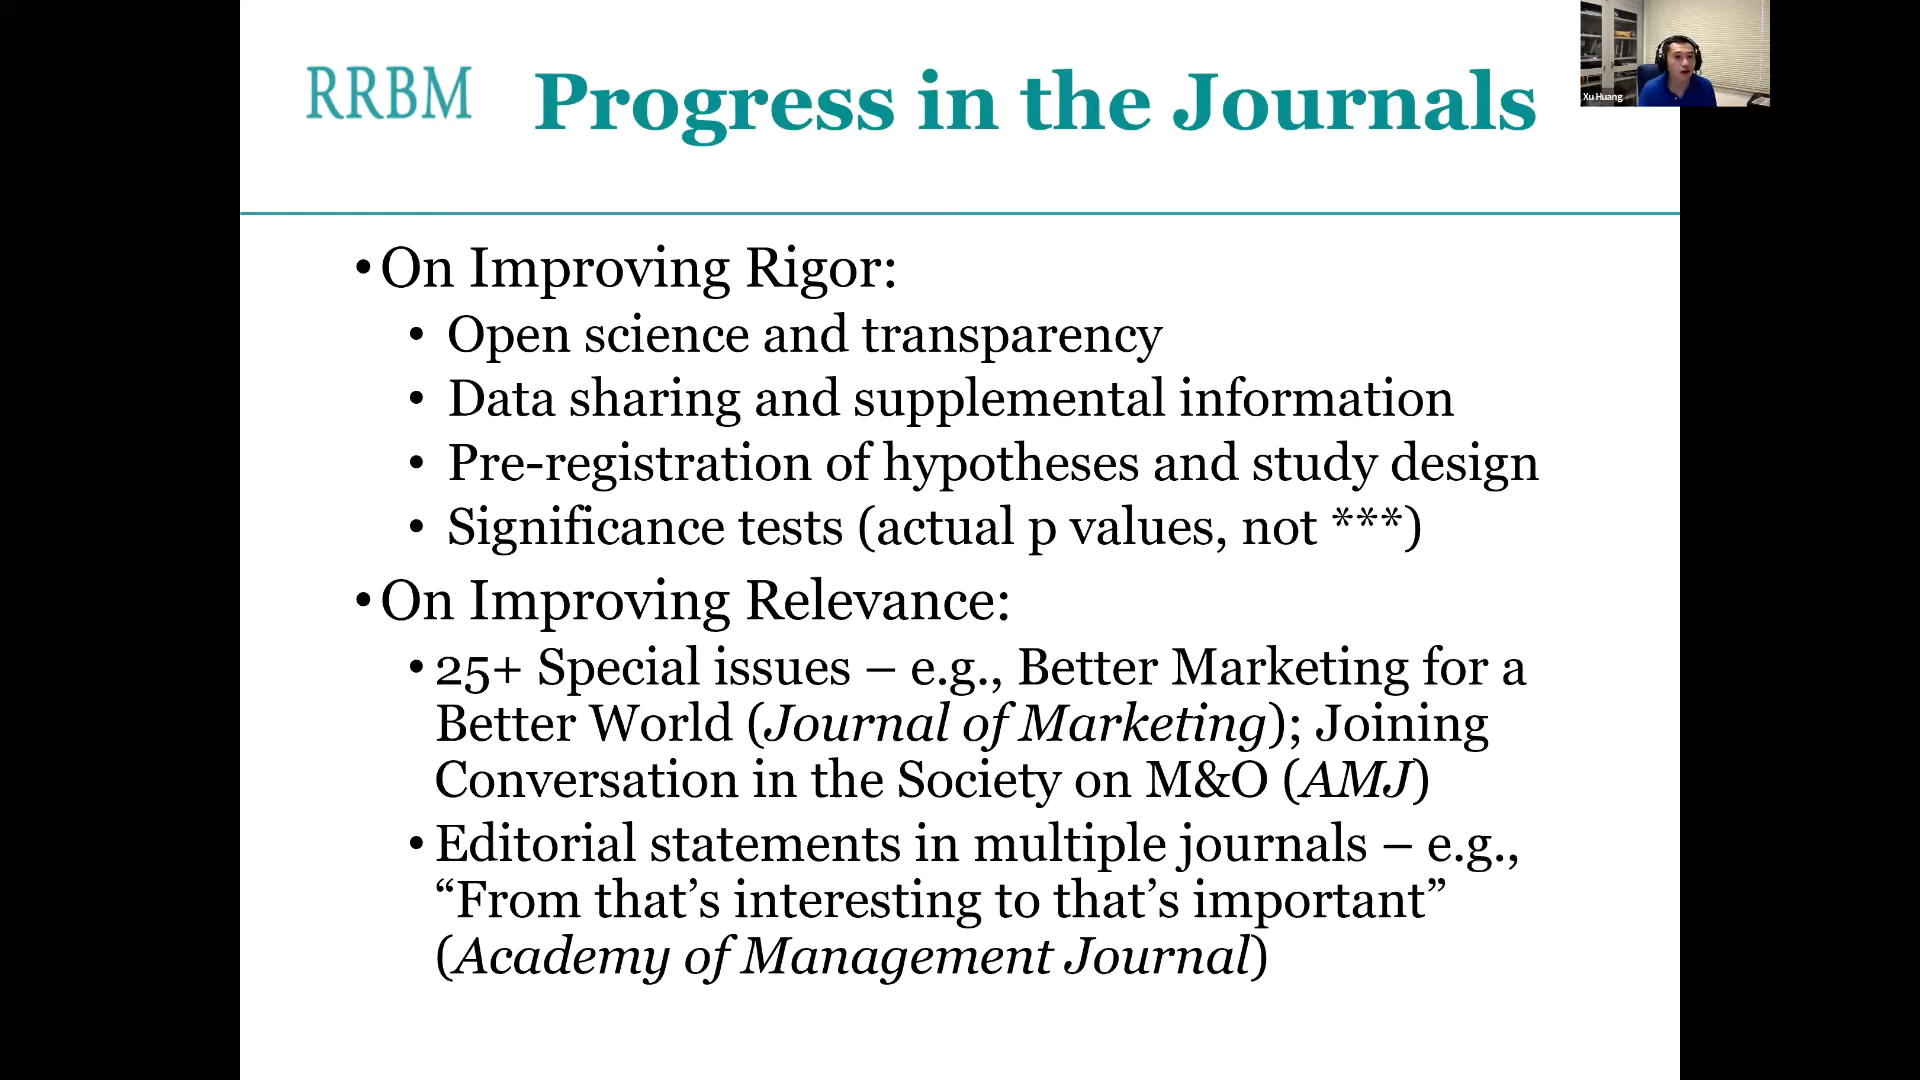 RRBM Progress in the Journals
Xu Huang
• On Improving Rigor:
• Open science and transparency
• Data sharing and supplemental information
• Pre-registration of hypotheses and study design
• Significance tests (actual p values, not ***)
• On Improving Relevance:
• 25+ Special issues – e.g., Better Marketing for a
Better World (Journal of Marketing); Joining
Conversation in the Society on M&O (AMJ)
• Editorial statements in multiple journals – e.g.,
“From that’s interesting to that’s important”
(Academy of Management Journal)